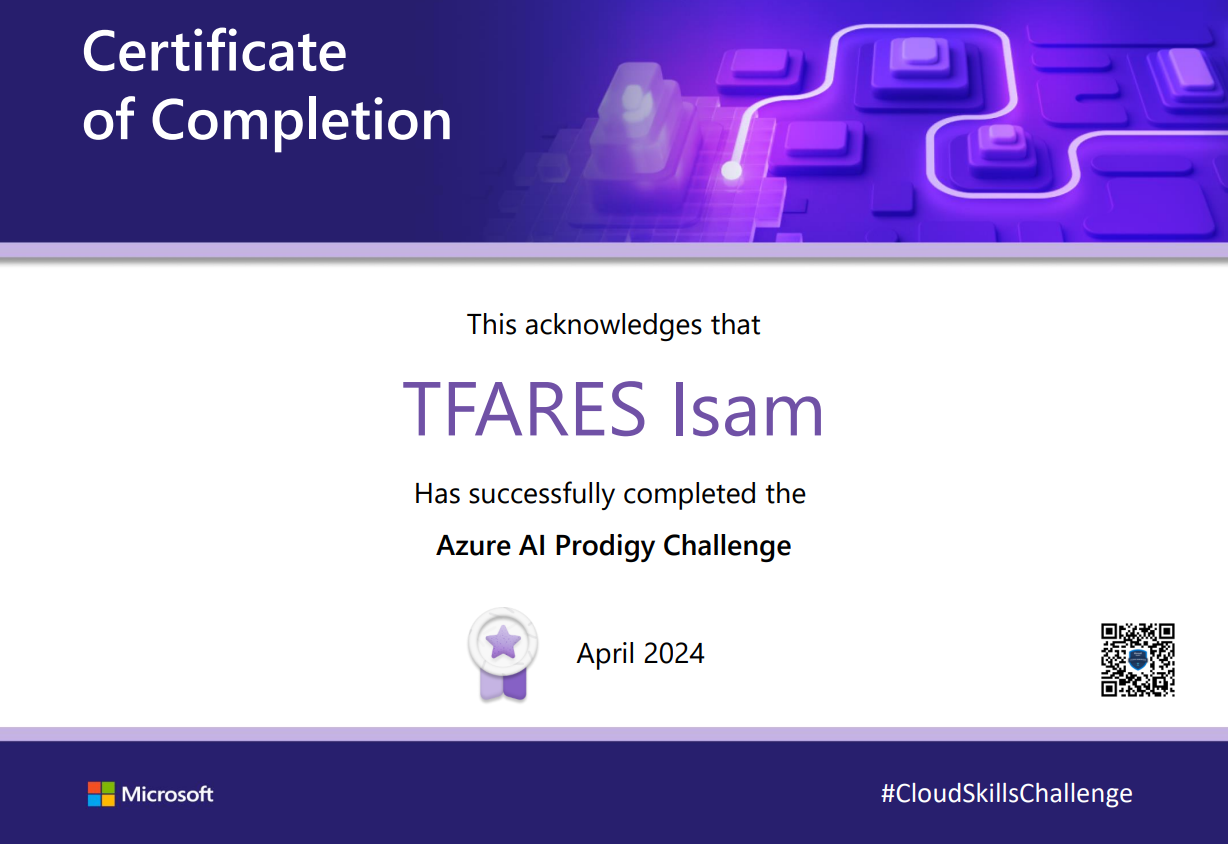 Certificate
of Completion
This acknowledges that
TFARES Isam
Has successfully completed the
Azure AI Prodigy Challenge
April 2024
Microsoft
#CloudSkillsChallenge